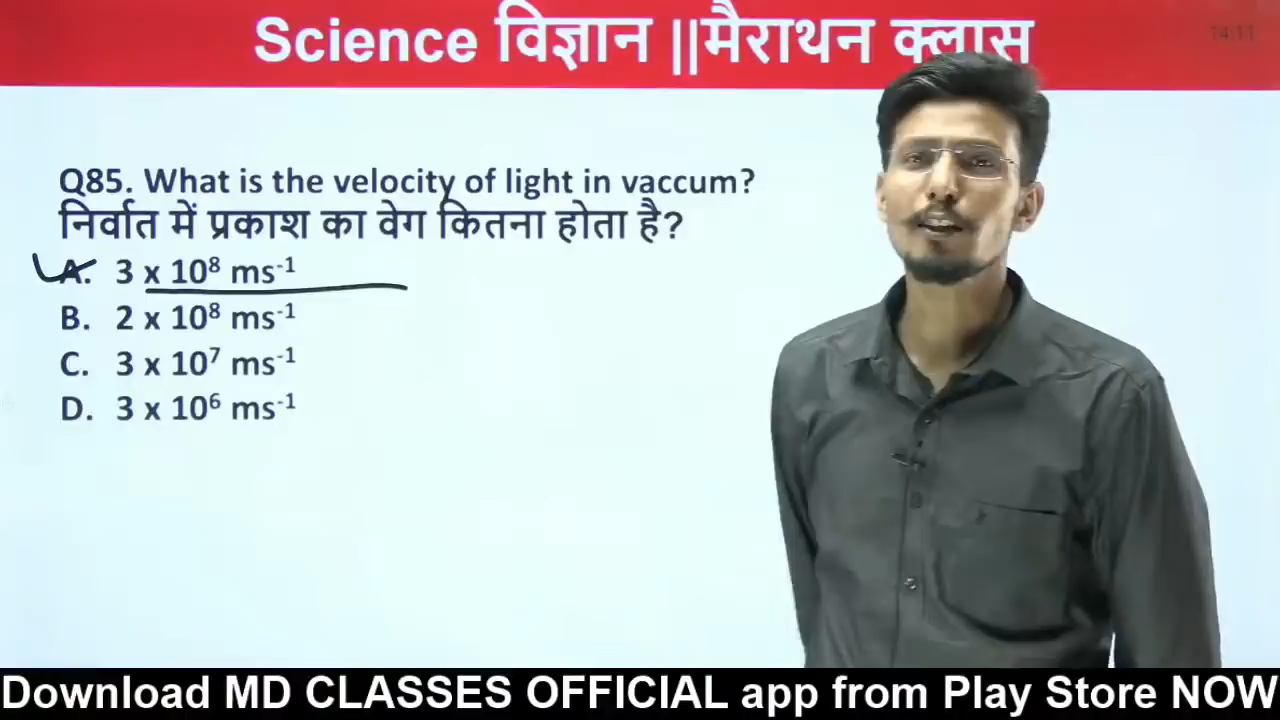 Science विज्ञान ||मैराथन क्लास
14:11
Q85. What is the velocity of light in vaccum?
निर्वात में प्रकाश का वेग कितना होता है?
A. 3 x 10⁸ ms⁻¹
B. 2 x 10⁸ ms⁻¹
C. 3 x 10⁷ ms⁻¹
D. 3 x 10⁶ ms⁻¹
Download MD CLASSES OFFICIAL app from Play Store NOW